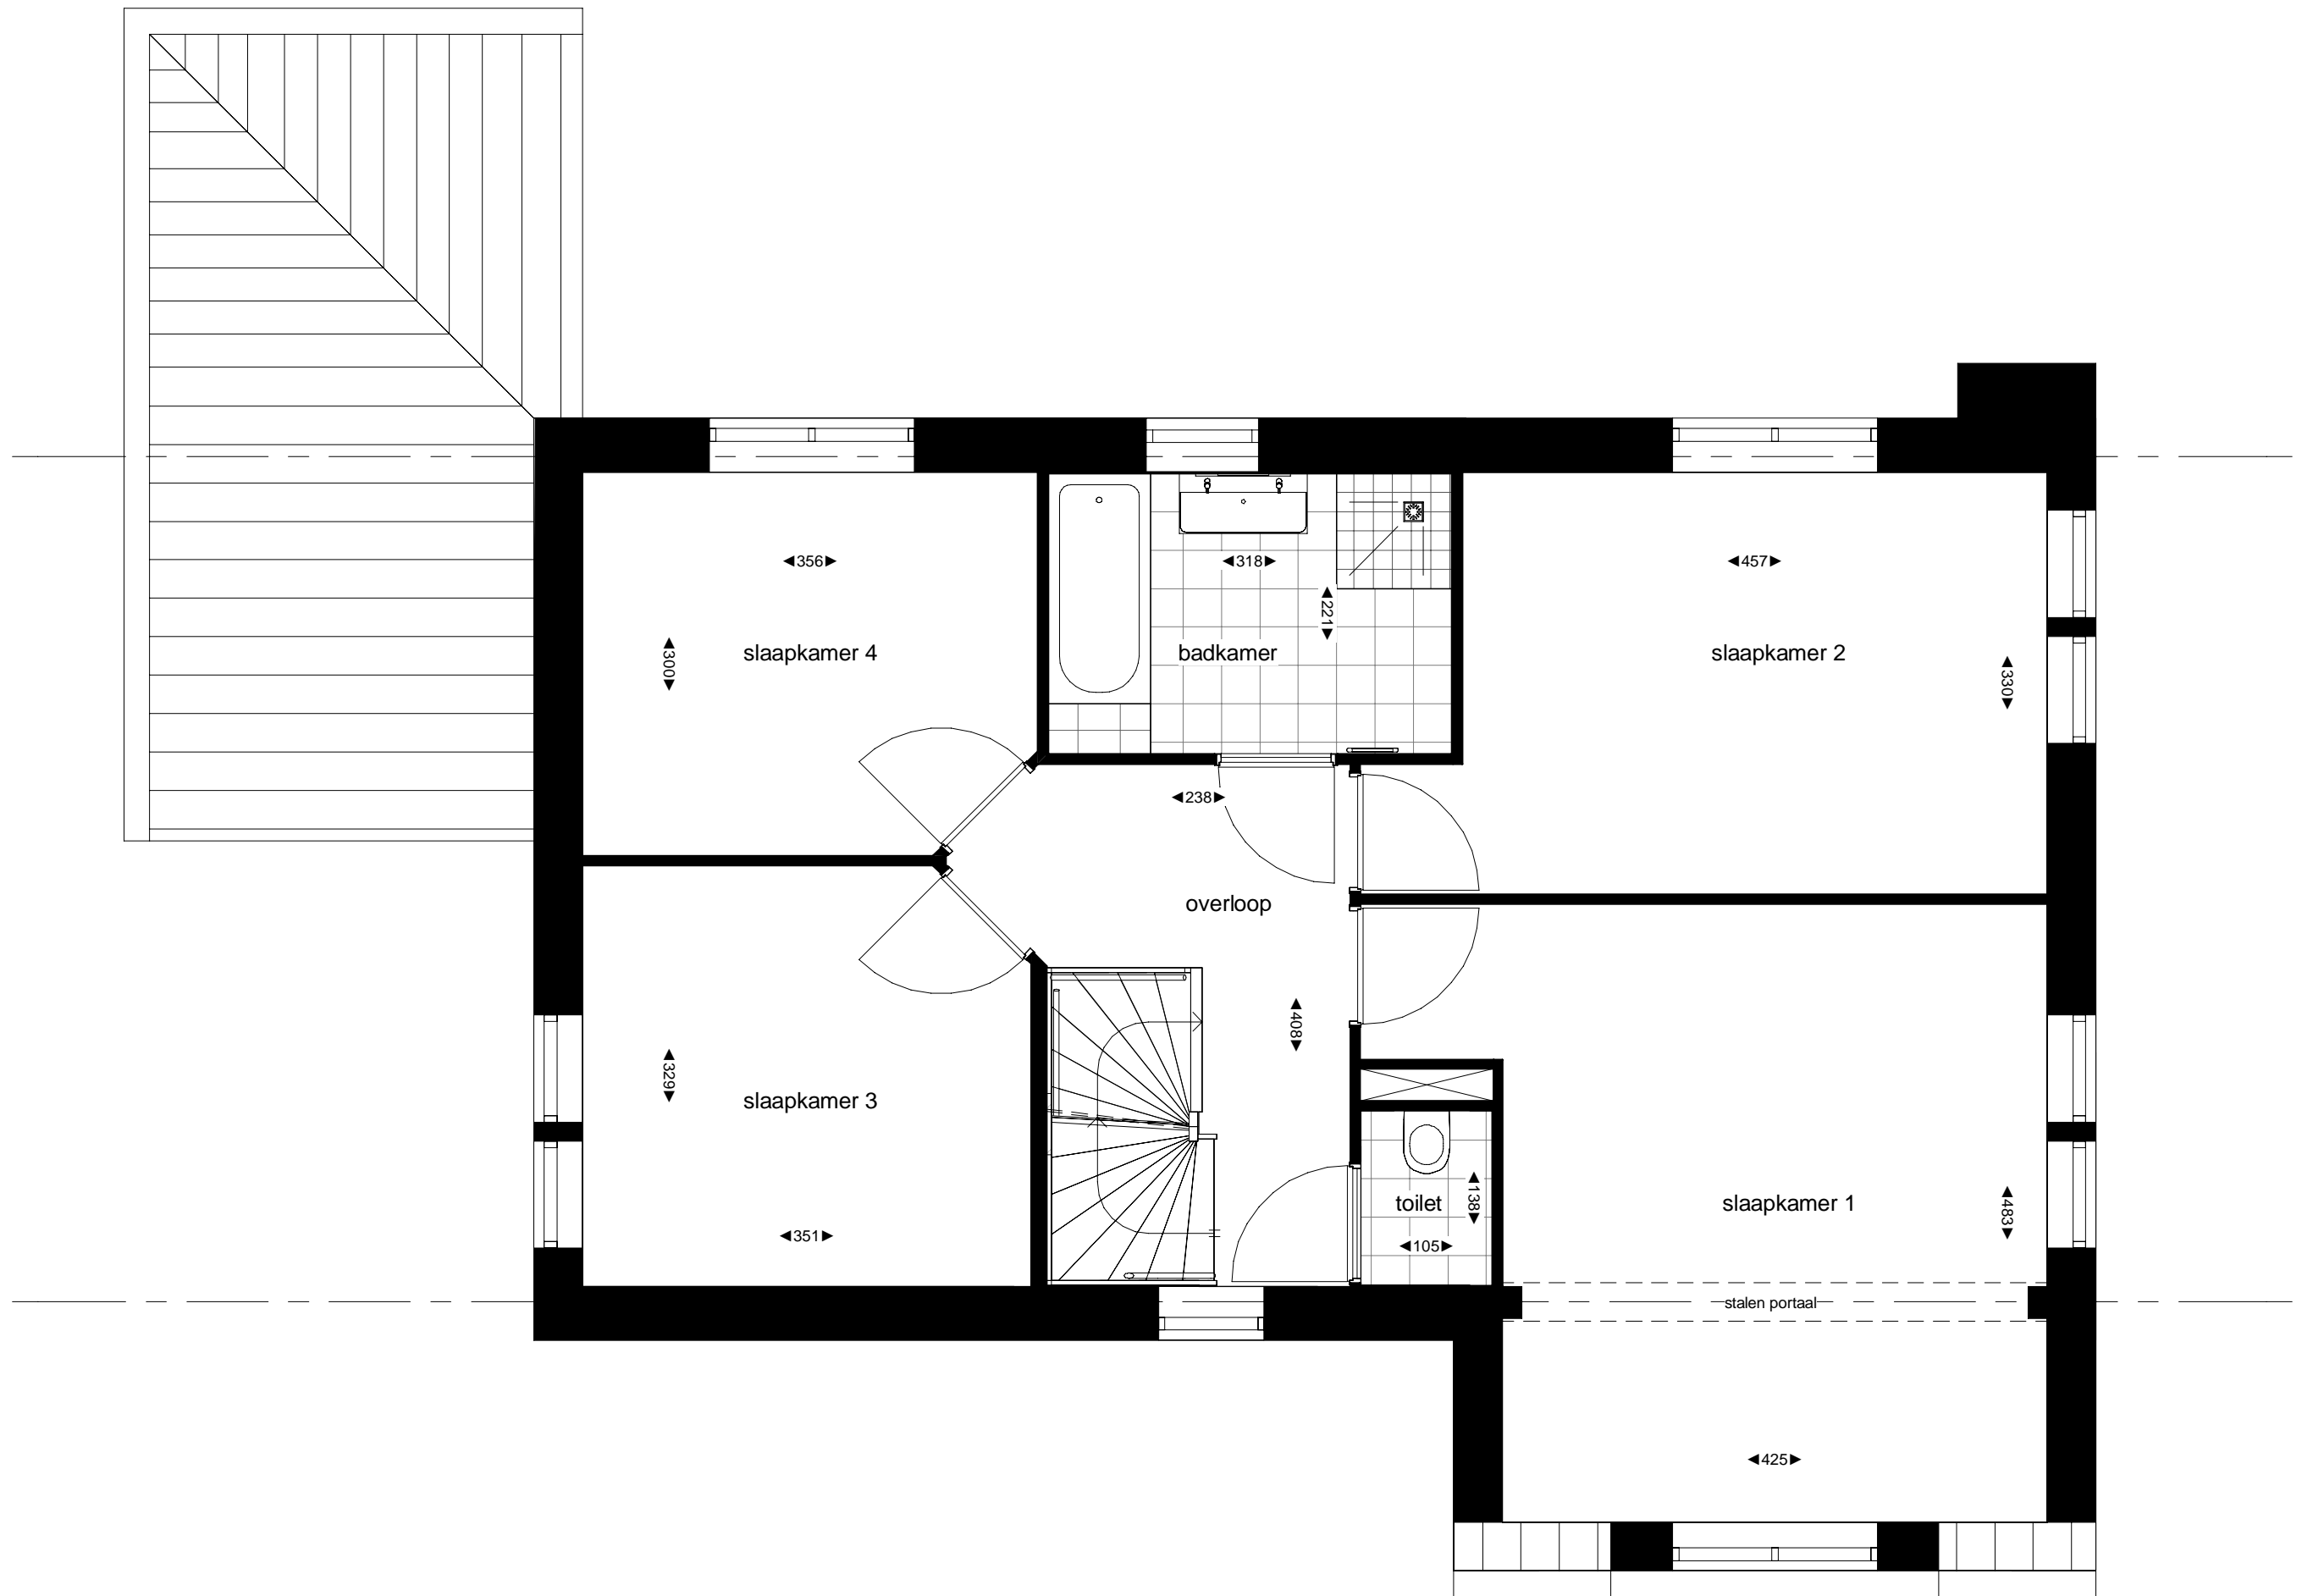 356
318
457
221
slaapkamer 4
badkamer
slaapkamer 2
300
330
238
overloop
408
329
slaapkamer 3
351
toilet
138
105
slaapkamer 1
483
stalen portaal
425